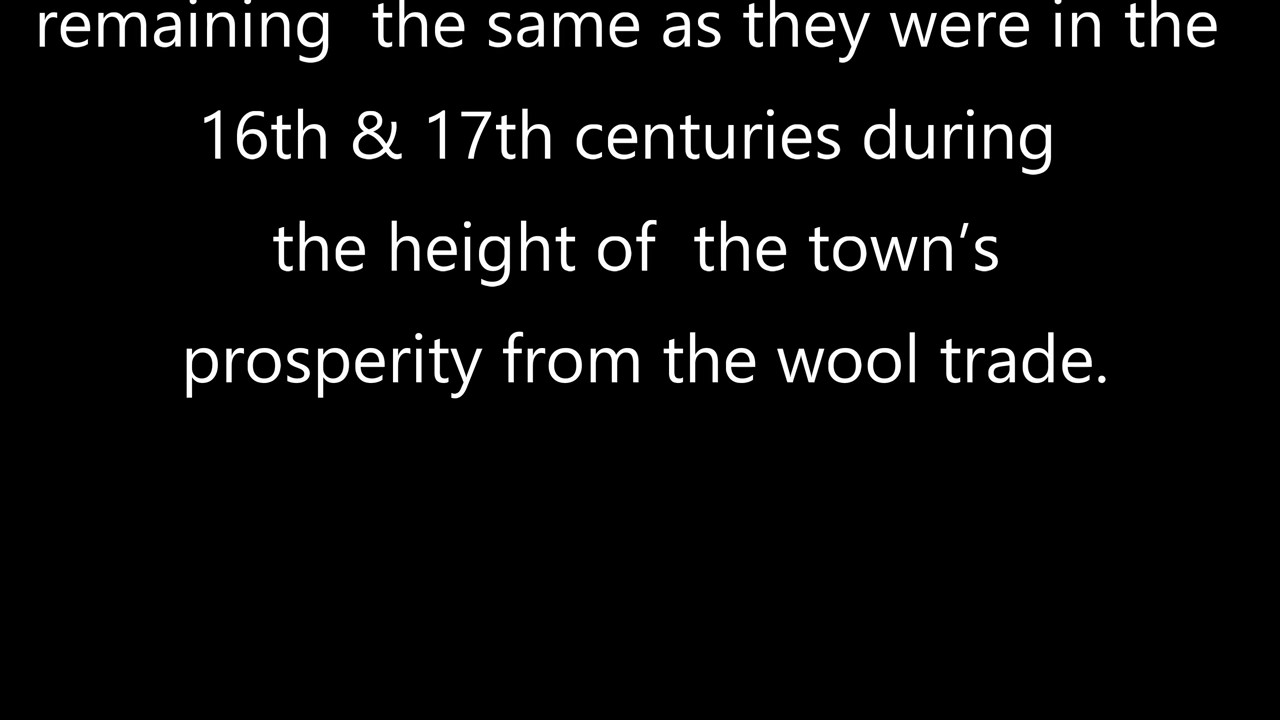 remaining  the same as they were in the
16th & 17th centuries during
the height of  the town’s
prosperity from the wool trade.